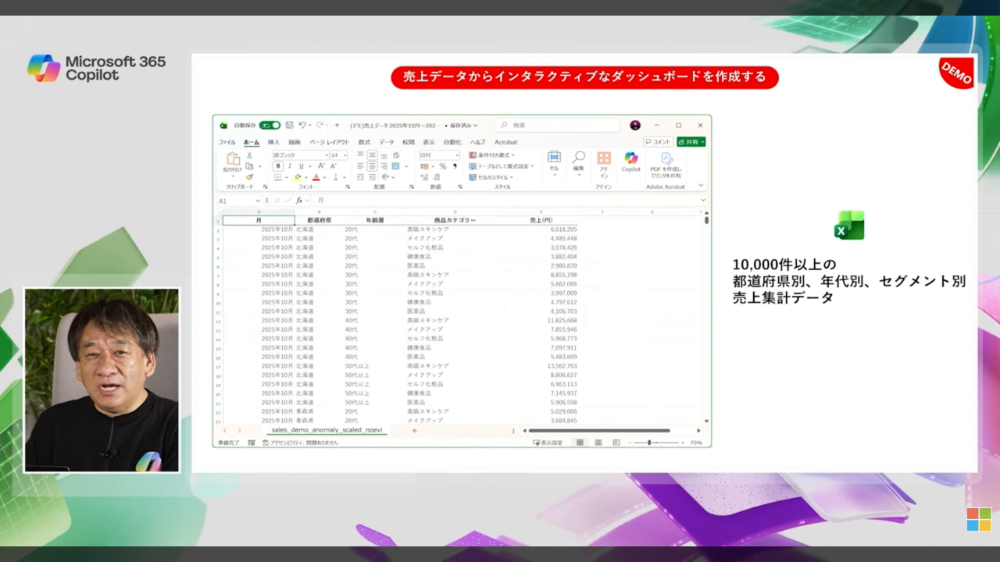 Microsoft 365
Copilot
売上データからインタラクティブなダッシュボードを作成する
DEMO
自動保存 オン
(デモ)売上データ 2025年10月～202… • 保存済み
検索
ファイル ホーム 挿入 描画 ページ レイアウト 数式 データ 校閲 表示 自動化 ヘルプ Acrobat
コメント 共有
貼り付け
游ゴシック 14
B I U
日付
条件付き書式
テーブルとして書式設定
セルのスタイル
セル
編集
アド
イン
Copilot
PDF を作成し
てリンクを共有
クリップボード フォント 配置 数値 スタイル アドイン Adobe Acrobat
A1 fx 月
月 都道府県 年齢層 商品カテゴリー 売上(円)
2025年10月 北海道 20代 高級スキンケア 6,618,205
2025年10月 北海道 20代 メイクアップ 4,485,448
2025年10月 北海道 20代 セルフ化粧品 3,578,426
2025年10月 北海道 20代 健康食品 3,882,404
2025年10月 北海道 20代 医薬品 2,980,839
2025年10月 北海道 30代 高級スキンケア 8,855,198
2025年10月 北海道 30代 メイクアップ 5,662,066
2025年10月 北海道 30代 セルフ化粧品 3,997,009
2025年10月 北海道 30代 健康食品 4,797,612
2025年10月 北海道 30代 医薬品 4,106,703
2025年10月 北海道 40代 高級スキンケア 11,825,668
2025年10月 北海道 40代 メイクアップ 7,855,946
2025年10月 北海道 40代 セルフ化粧品 5,968,773
2025年10月 北海道 40代 健康食品 7,097,911
2025年10月 北海道 40代 医薬品 5,483,609
2025年10月 北海道 50代以上 高級スキンケア 13,562,763
2025年10月 北海道 50代以上 メイクアップ 8,806,627
2025年10月 北海道 50代以上 セルフ化粧品 6,963,113
2025年10月 北海道 50代以上 健康食品 7,145,937
2025年10月 北海道 50代以上 医薬品 5,906,558
2025年10月 青森県 20代 高級スキンケア 5,029,006
2025年10月 青森県 20代 メイクアップ 3,684,845
sales_demo_anomaly_scaled_noevi
準備完了 アクセシビリティ: 問題ありません
表示設定 70%
10,000件以上の
都道府県別、年代別、セグメント別
売上集計データ